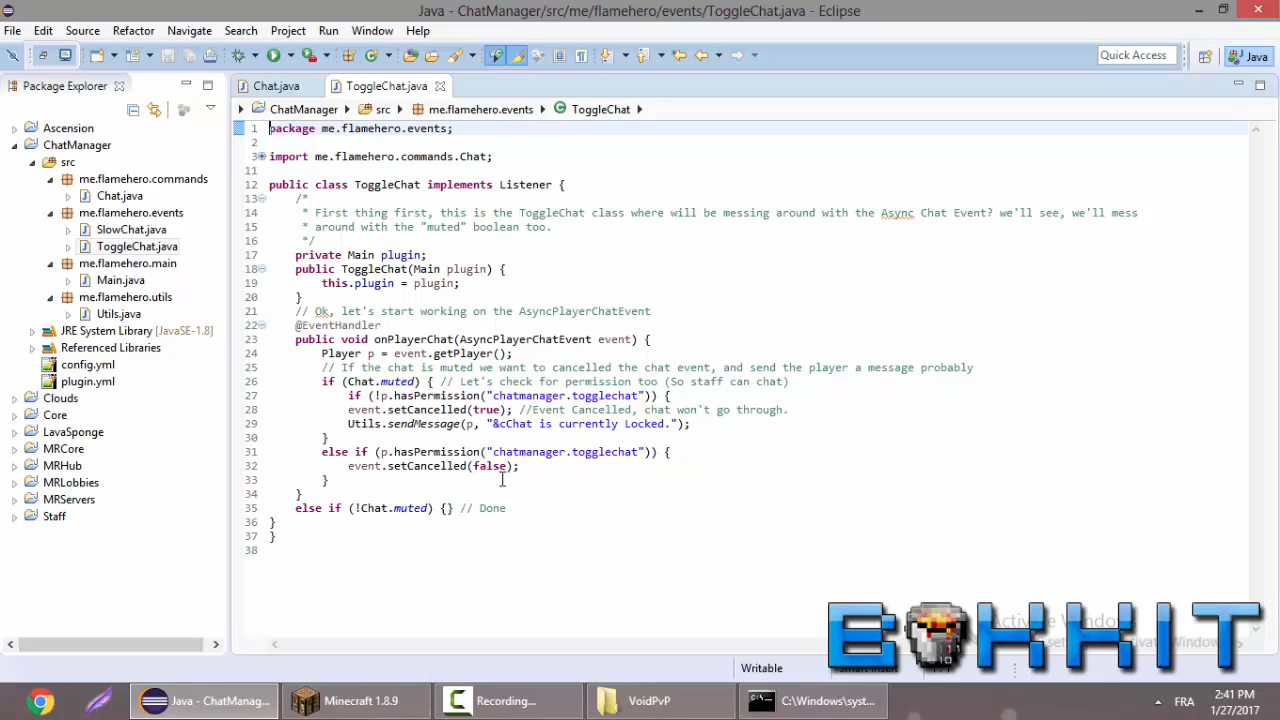 Java - ChatManager/src/me/flamehero/events/ToggleChat.java - Eclipse
File Edit Source Refactor Navigate Search Project Run Window Help
Quick Access
Java
Package Explorer
Chat.java
ToggleChat.java
ChatManager
src
me.flamehero.events
ToggleChat
Ascension
ChatManager
src
me.flamehero.commands
Chat.java
me.flamehero.events
SlowChat.java
ToggleChat.java
me.flamehero.main
Main.java
me.flamehero.utils
Utils.java
JRE System Library [JavaSE-1.8]
Referenced Libraries
config.yml
plugin.yml
Clouds
Core
LavaSponge
MRCore
MRHub
MRLobbies
MRServers
Staff
1 package me.flamehero.events;
2
3 import me.flamehero.commands.Chat;
11
12 public class ToggleChat implements Listener {
13 /*
14 * First thing first, this is the ToggleChat class where will be messing around with the Async Chat Event? we'll see, we'll mess
15 * around with the "muted" boolean too.
16 */
17 private Main plugin;
18 public ToggleChat(Main plugin) {
19 this.plugin = plugin;
20 }
21 // Ok, let's start working on the AsyncPlayerChatEvent
22 @EventHandler
23 public void onPlayerChat(AsyncPlayerChatEvent event) {
24 Player p = event.getPlayer();
25 // If the chat is muted we want to cancelled the chat event, and send the player a message probably
26 if (Chat.muted) { // Let's check for permission too (So staff can chat)
27 if (!p.hasPermission("chatmanager.togglechat")) {
28 event.setCancelled(true); //Event Cancelled, chat won't go through.
29 Utils.sendMessage(p, "&cChat is currently Locked.");
30 }
31 else if (p.hasPermission("chatmanager.togglechat")) {
32 event.setCancelled(false);
33 }
34 }
35 else if (!Chat.muted) {} // Done
36 }
37 }
38
BUKKIT
Writable
Java - ChatManag...
Minecraft 1.8.9
Recording...
VoidPvP
C:\Windows\syst...
FRA
2:41 PM
1/27/2017